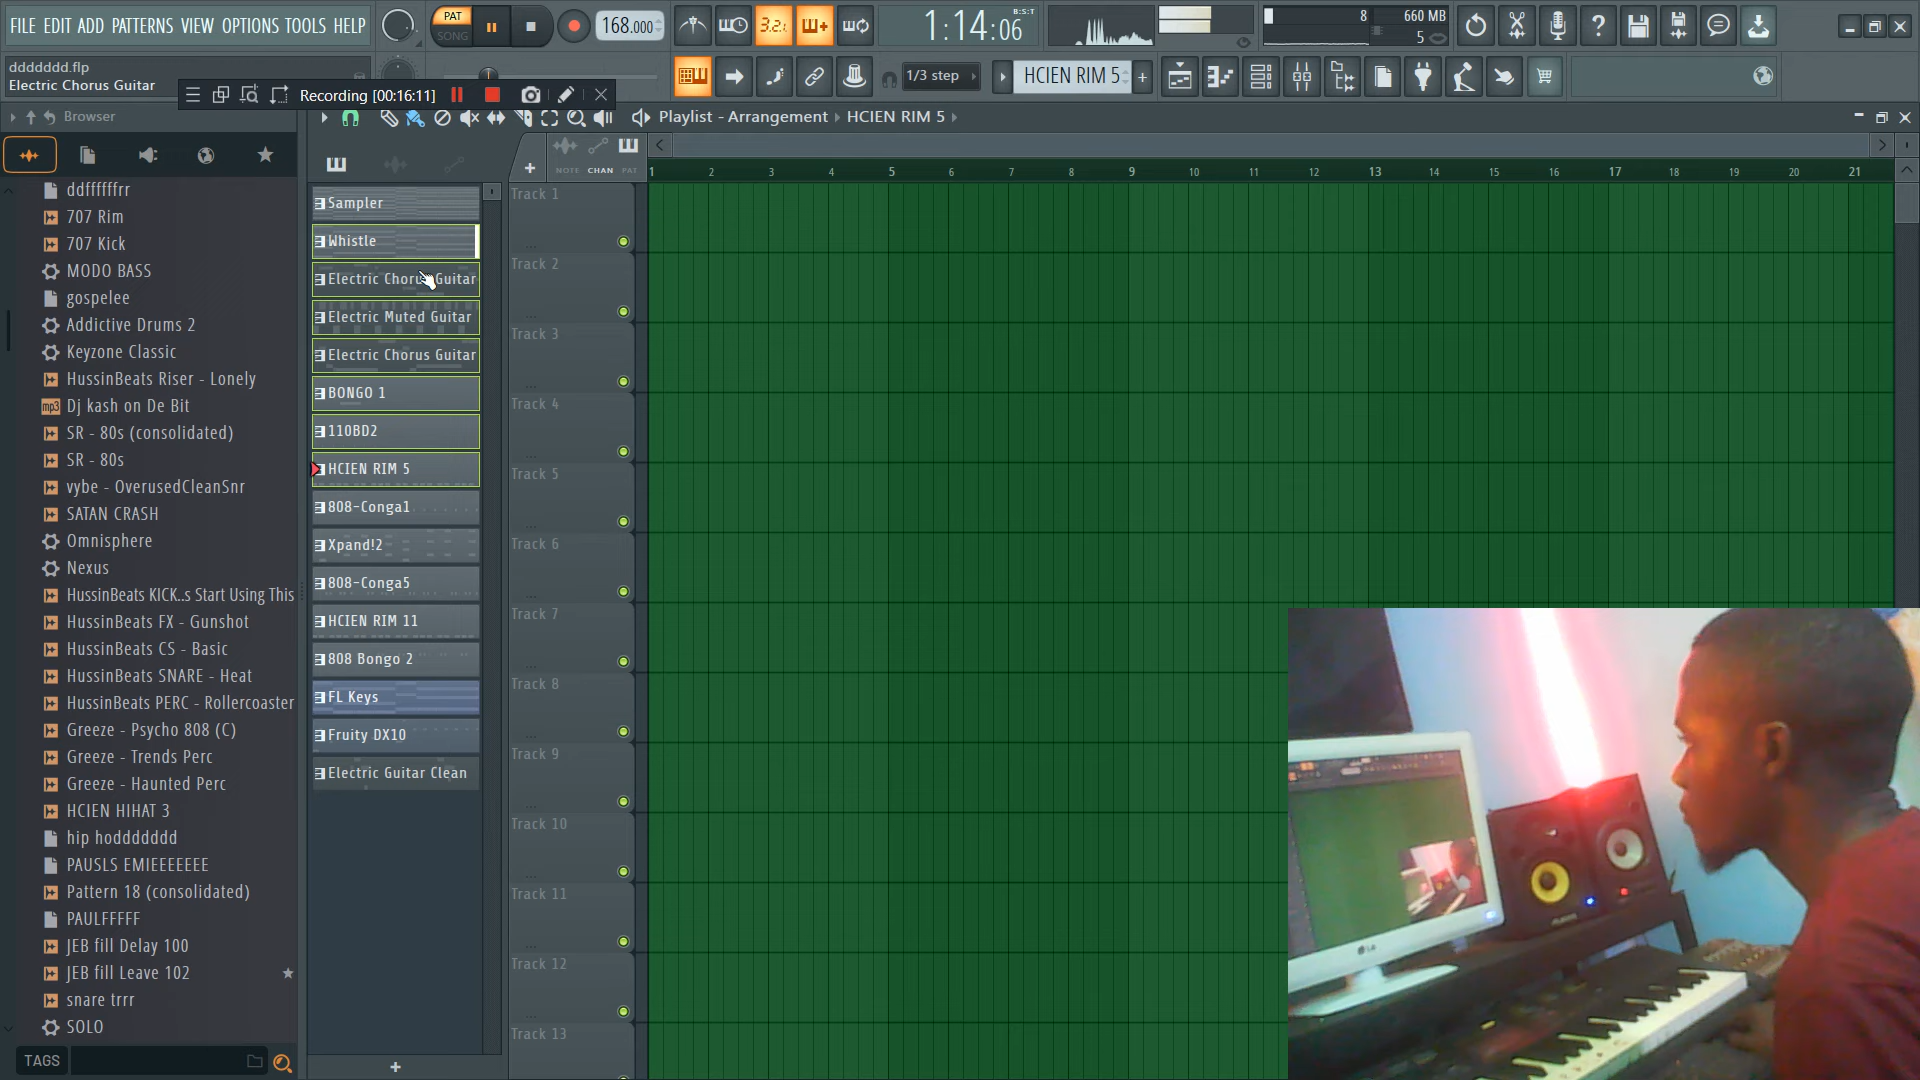 FILE EDIT ADD PATTERNS VIEW OPTIONS TOOLS HELP
PAT
SONG
168.000
3.2.
1:14:06
B:S:T
8
660 MB
5
ddddddd.flp
Electric Chorus Guitar
Recording [00:16:11]
1/3 step
HCIEN RIM 5
Browser
Playlist - Arrangement
HCIEN RIM 5
NOTE
CHAN
PAT
1 2 3 4 5 6 7 8 9 10 11 12 13 14 15 16 17 18 19 20 21
ddfffffrr
707 Rim
707 Kick
MODO BASS
gospelee
Addictive Drums 2
Keyzone Classic
HussinBeats Riser - Lonely
mp3
Dj kash on De Bit
SR - 80s (consolidated)
SR - 80s
vybe - OverusedCleanSnr
SATAN CRASH
Omnisphere
Nexus
HussinBeats KICK..s Start Using This
HussinBeats FX - Gunshot
HussinBeats CS - Basic
HussinBeats SNARE - Heat
HussinBeats PERC - Rollercoaster
Greeze - Psycho 808 (C)
Greeze - Trends Perc
Greeze - Haunted Perc
HCIEN HIHAT 3
hip hoddddddd
PAUSLS EMIEEEEEEE
Pattern 18 (consolidated)
PAULFFFFF
JEB fill Delay 100
JEB fill Leave 102
snare trrr
SOLO
TAGS
Sampler
Whistle
Electric Chorus Guitar
Electric Muted Guitar
Electric Chorus Guitar
BONGO 1
110BD2
HCIEN RIM 5
808-Conga1
Xpand!2
808-Conga5
HCIEN RIM 11
808 Bongo 2
FL Keys
Fruity DX10
Electric Guitar Clean
Track 1
Track 2
Track 3
Track 4
Track 5
Track 6
Track 7
Track 8
Track 9
Track 10
Track 11
Track 12
Track 13
LG